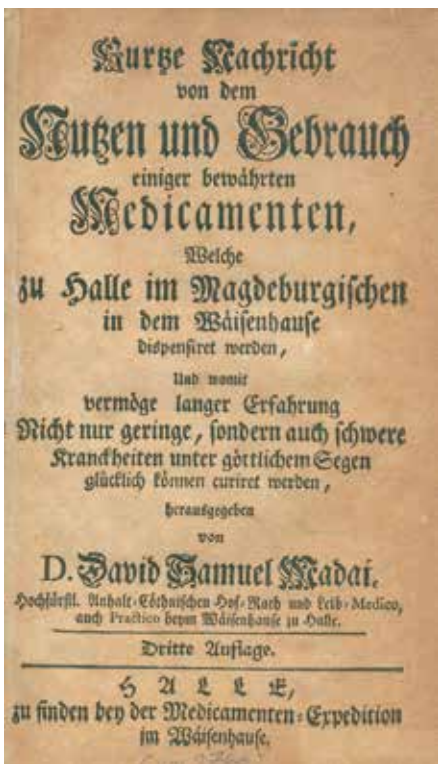 Kurtze Nachricht
von dem
Nutzen und Gebrauch
einiger bewährten
Medicamenten,
Welche
zu Halle im Magdeburgischen
in dem Wäisenhause
dispensiret werden,
Und womit
vermöge langer Erfahrung
Nicht nur geringe, sondern auch schwere
Kranckheiten unter göttlichem Segen
glücklich können curiret werden,
herausgegeben
von
D. David Samuel Madai,
Hochfürstl. Anhalt-Cöthnischen Hof-Rath und Leib-Medico,
auch Practico beym Wäisenhause zu Halle.
Dritte Auflage.
HALLE,
zu finden bey der Medicamenten-Expedition
im Wäisenhause.